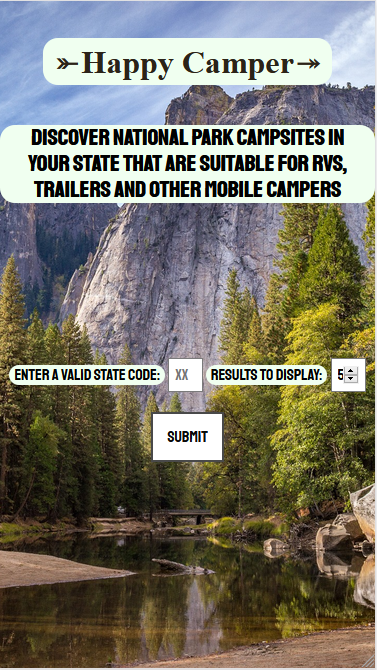 ➳Happy Camper➳
DISCOVER NATIONAL PARK CAMPSITES IN
YOUR STATE THAT ARE SUITABLE FOR RVS,
TRAILERS AND OTHER MOBILE CAMPERS
ENTER A VALID STATE CODE: XX RESULTS TO DISPLAY: 5
SUBMIT